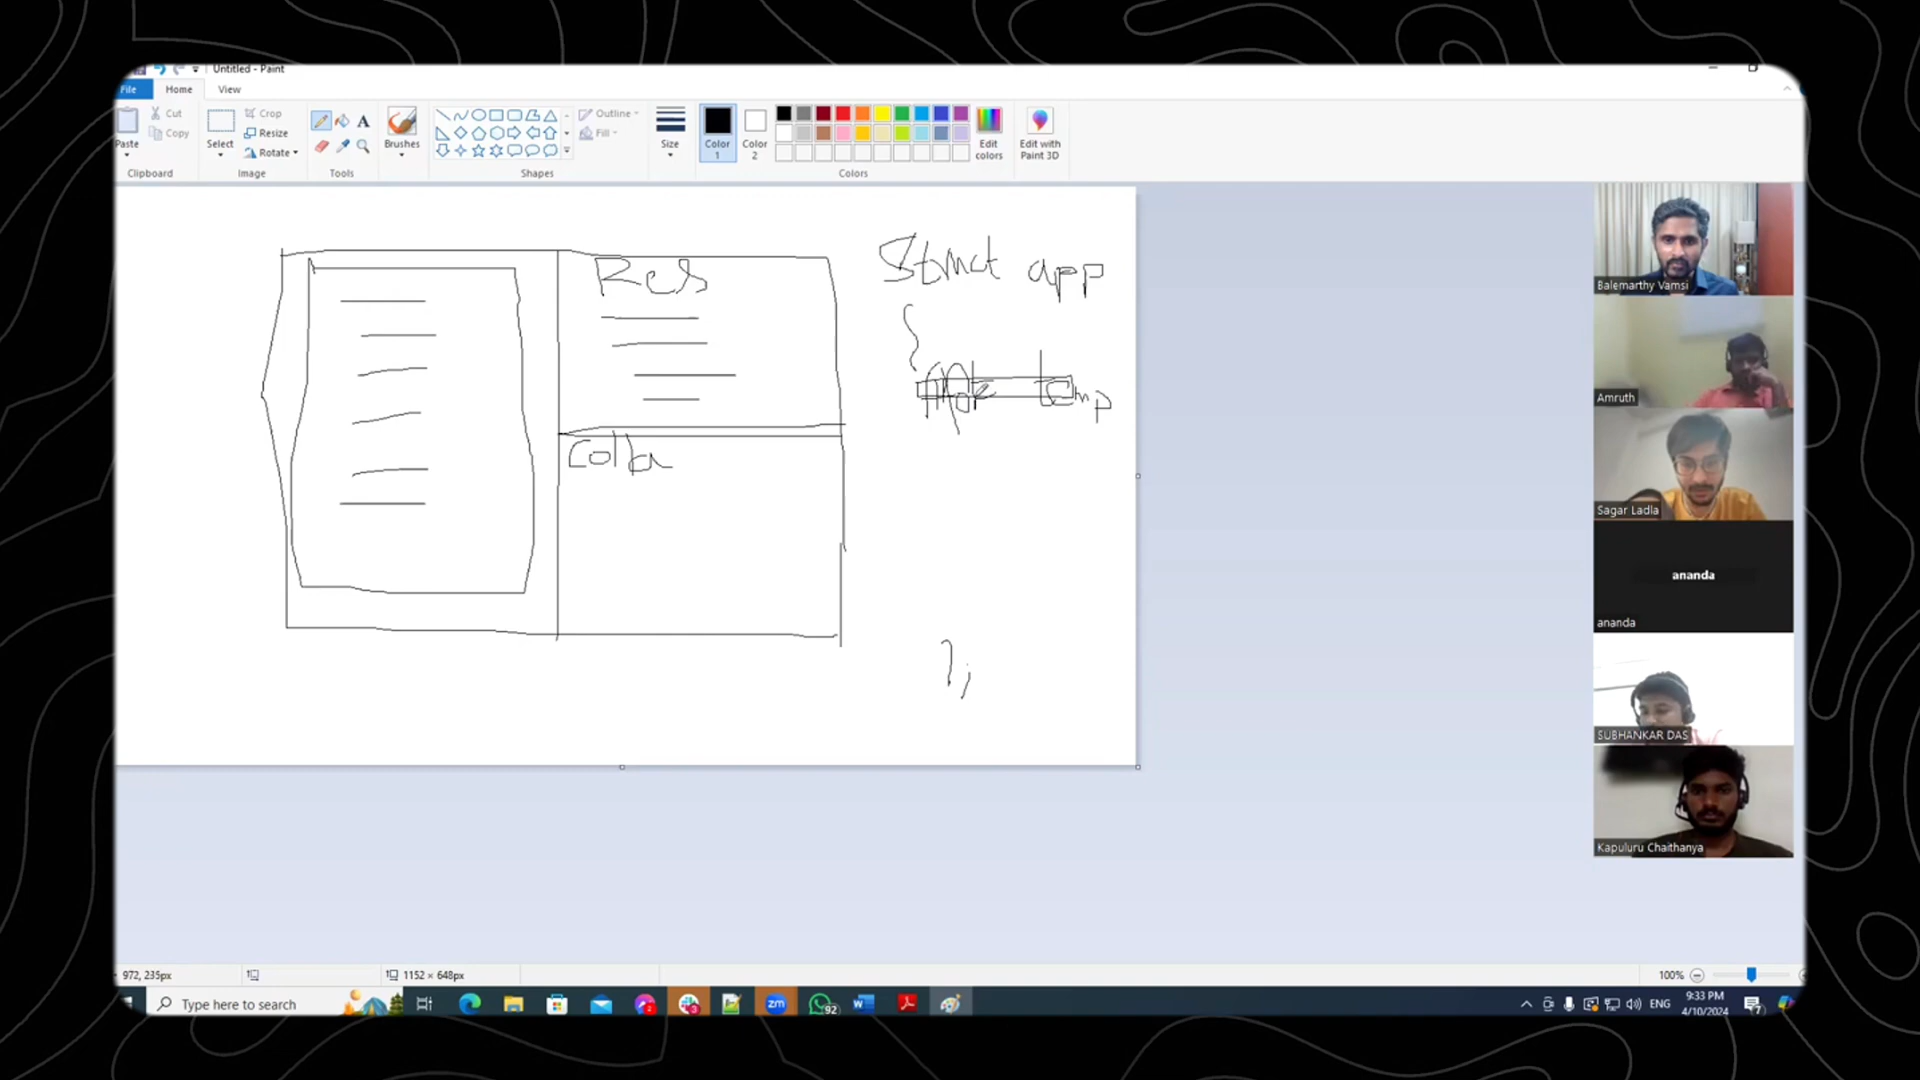 Untitled - Paint
File Home View
Paste
Cut
Copy
Clipboard
Select
Crop
Resize
Rotate
Image
Tools
Brushes
Shapes
Outline
Fill
Size
Color 1
Color 2
Colors
Edit colors
Edit with Paint 3D
Res
Colla
Struct app
{
temp
};
Balemarthy Vamsi
Amruth
Sagar Ladla
ananda
ananda
SUBHANKAR DAS
Kapuluru Chaithanya
972, 235px
1152 × 648px
100%
Type here to search
zm
92
ENG
9:33 PM
4/10/2024